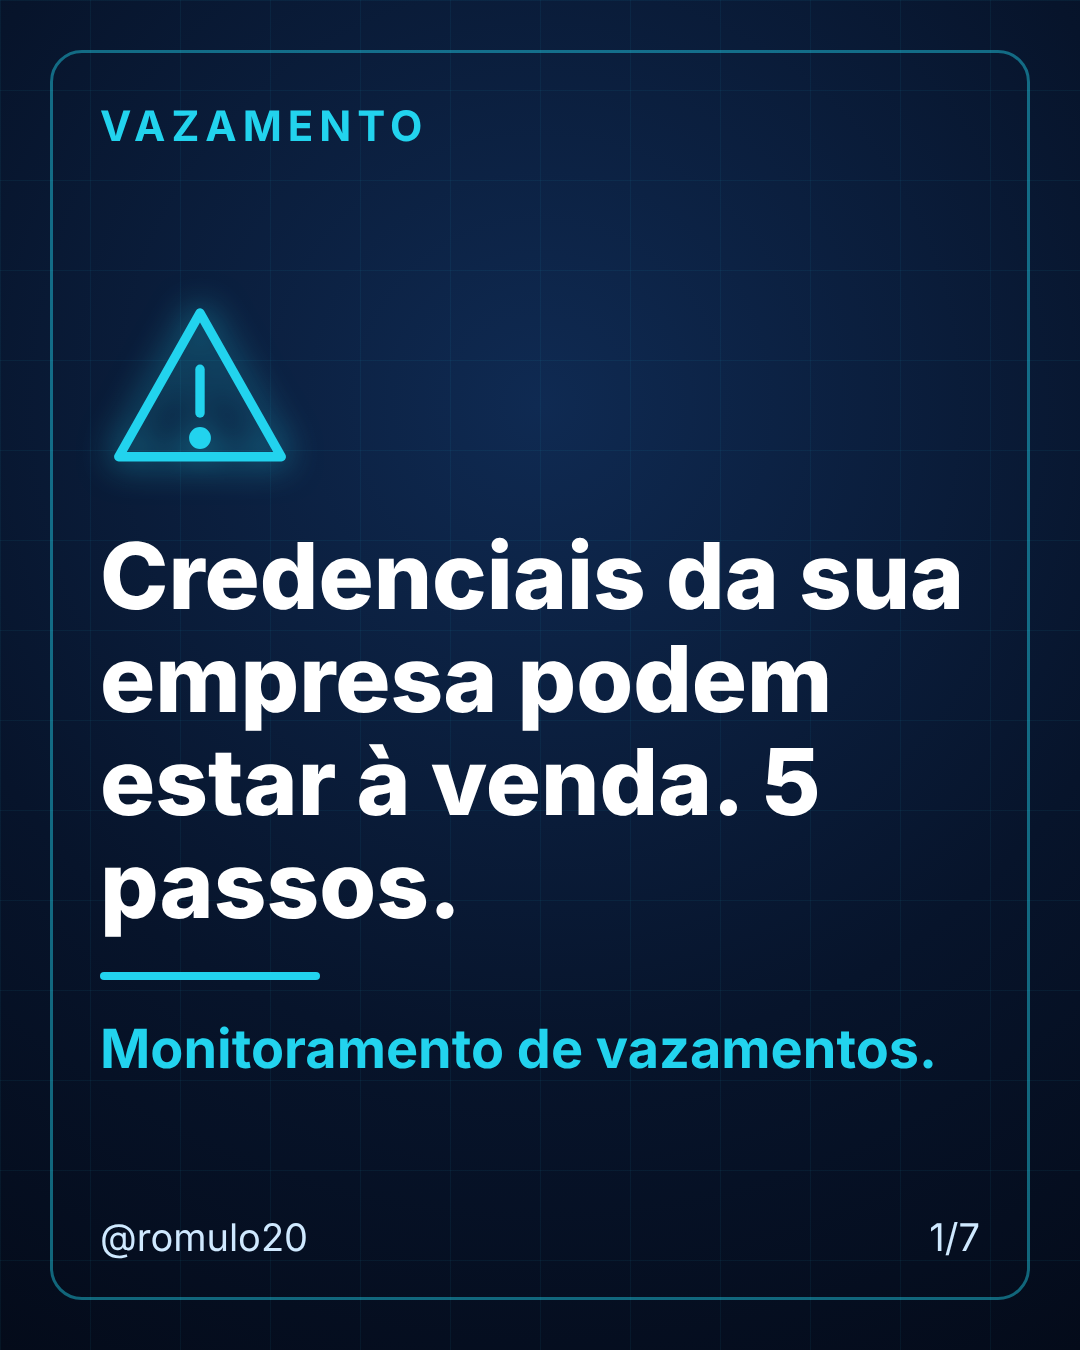 VAZAMENTO
Credenciais da sua
empresa podem
estar à venda. 5
passos.
Monitoramento de vazamentos.
@romulo20
1/7